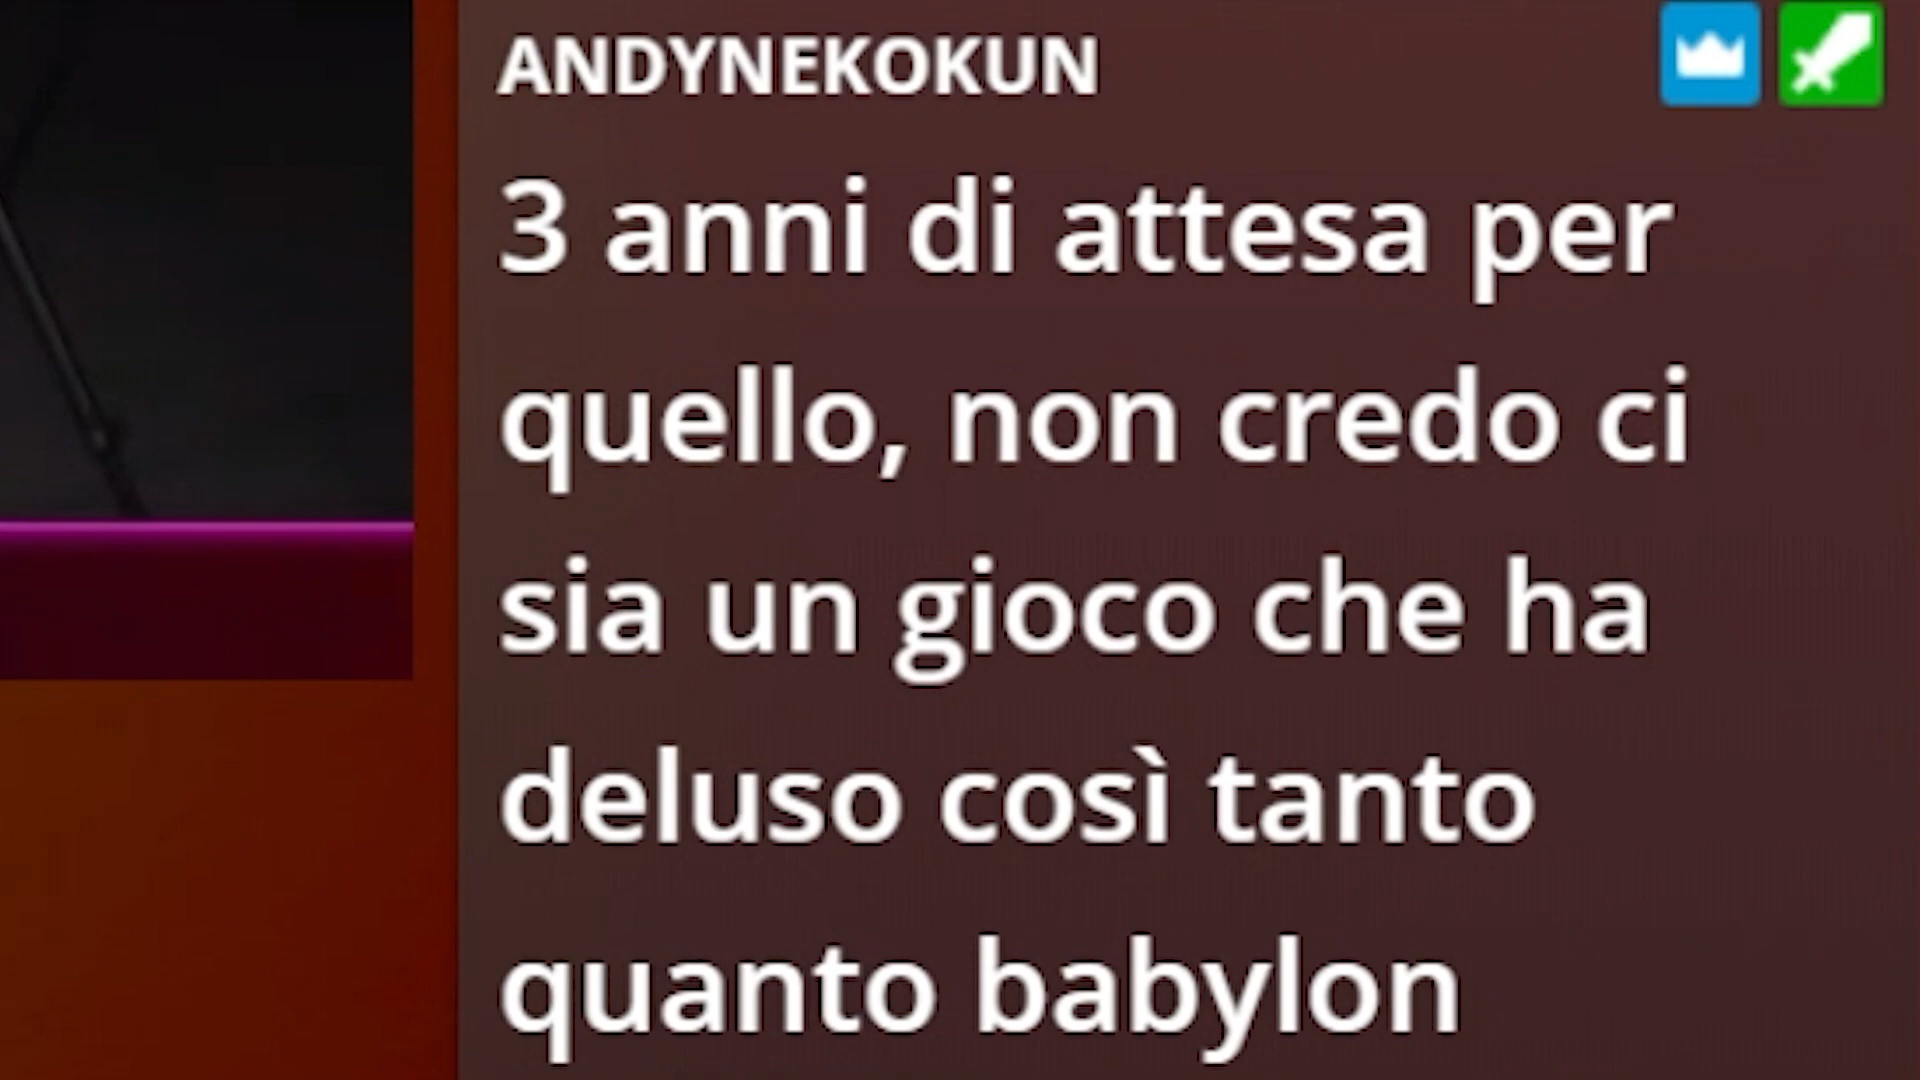 ANDYNEKOKUN
3 anni di attesa per
quello, non credo ci
sia un gioco che ha
deluso così tanto
quanto babylon